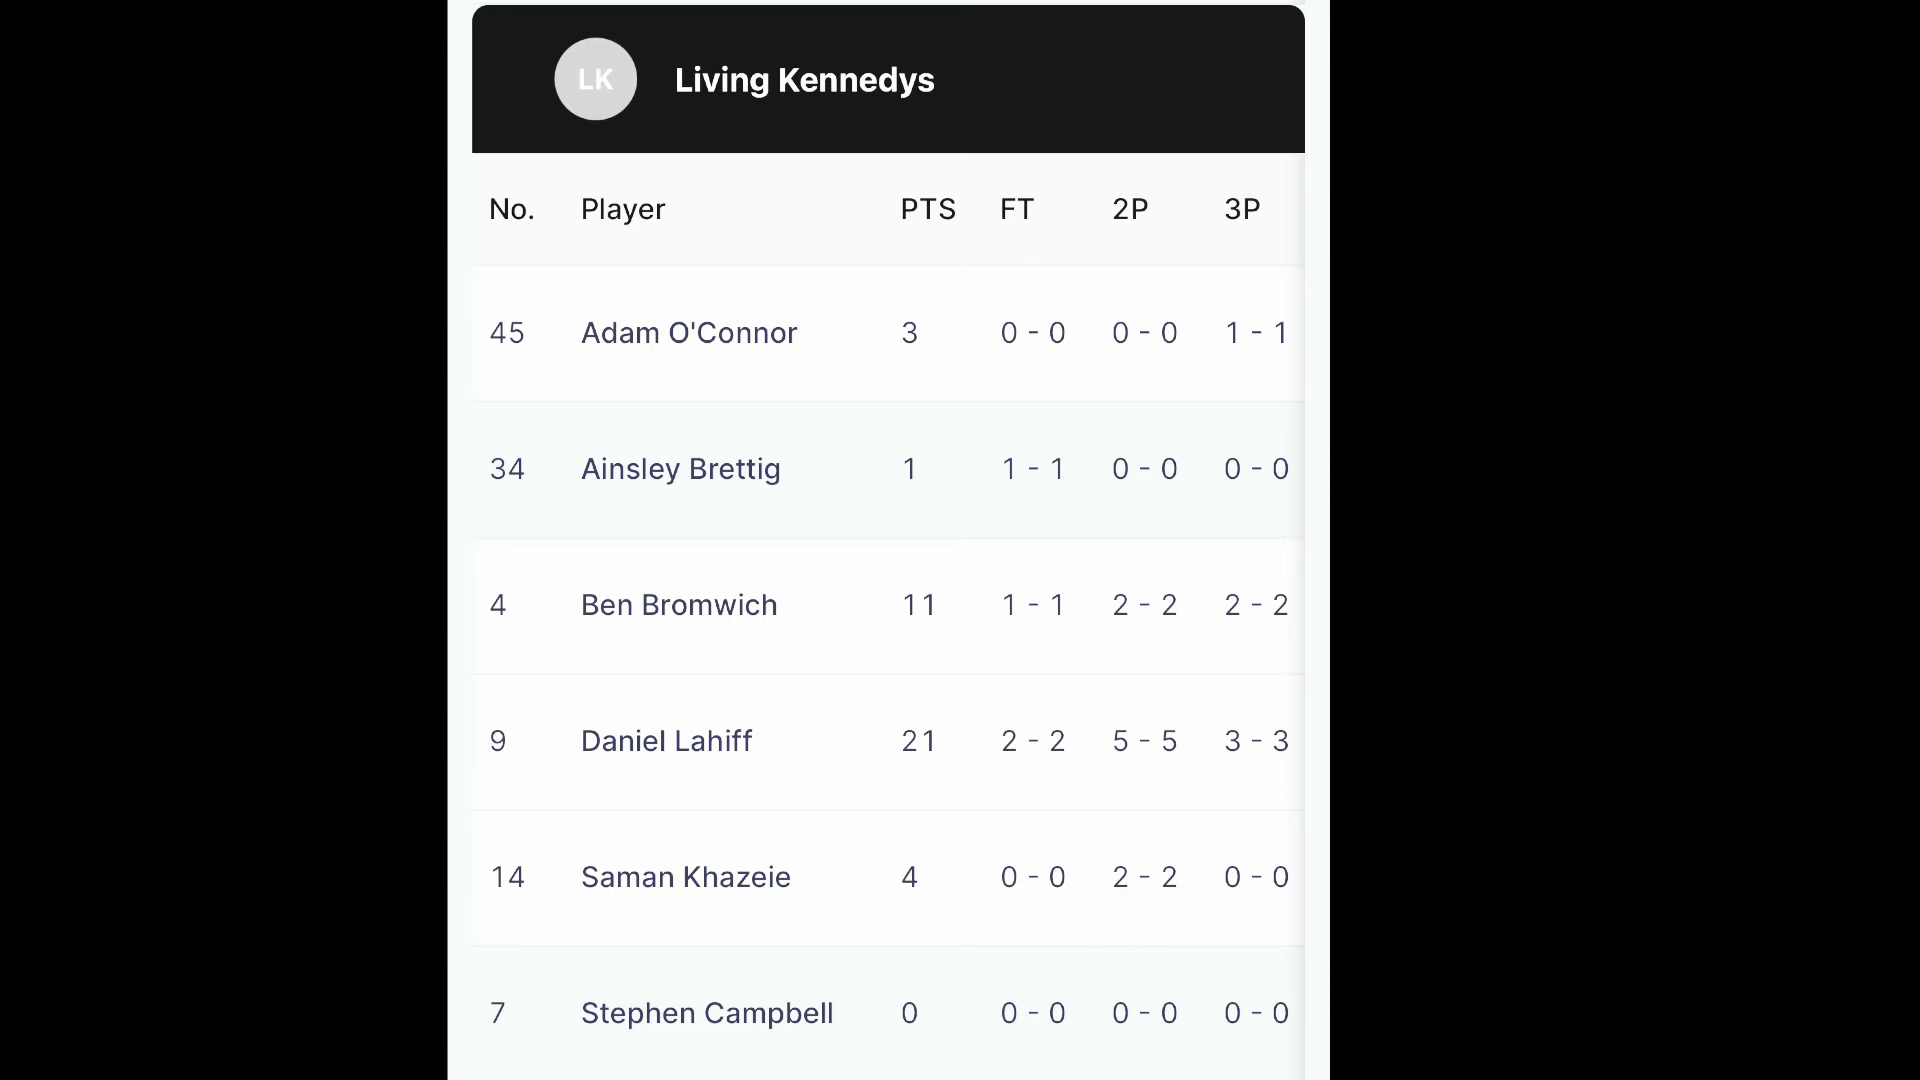 LK Living Kennedys
No. Player PTS FT 2P 3P
45 Adam O'Connor 3 0 - 0 0 - 0 1 - 1
34 Ainsley Brettig 1 1 - 1 0 - 0 0 - 0
4 Ben Bromwich 11 1 - 1 2 - 2 2 - 2
9 Daniel Lahiff 21 2 - 2 5 - 5 3 - 3
14 Saman Khazeie 4 0 - 0 2 - 2 0 - 0
7 Stephen Campbell 0 0 - 0 0 - 0 0 - 0